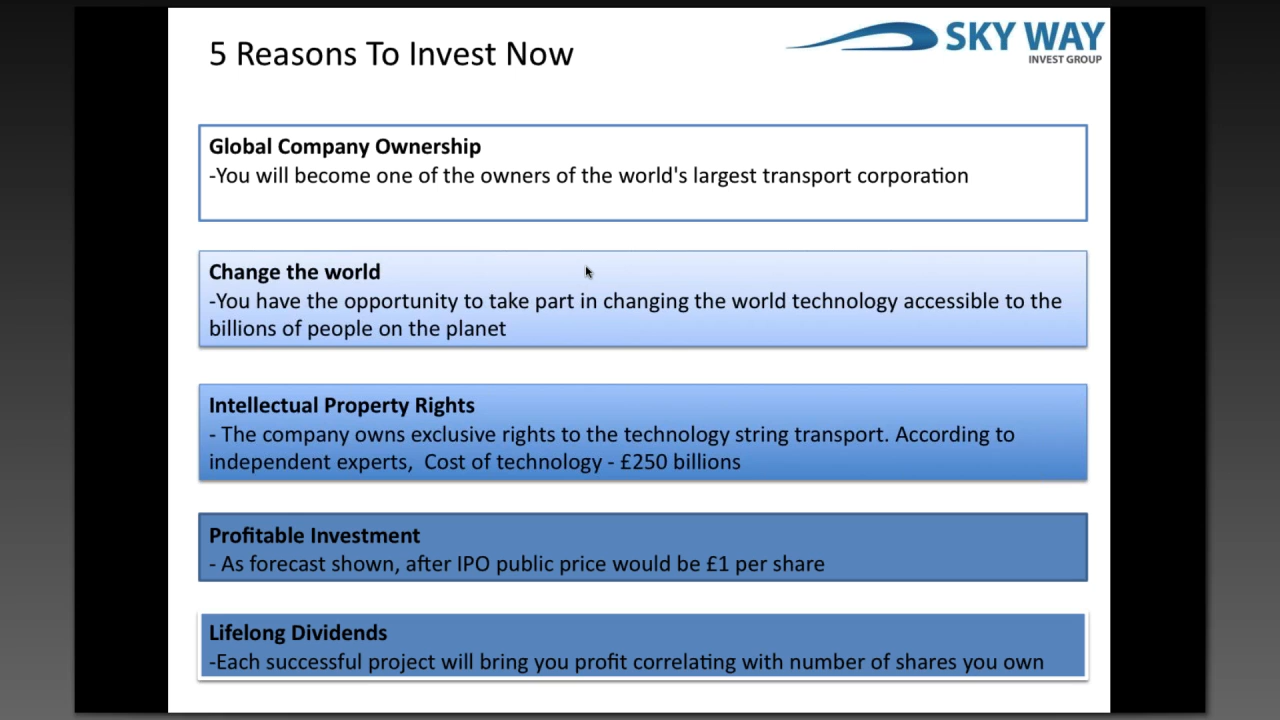 5 Reasons To Invest Now
SKY WAY
INVEST GROUP
Global Company Ownership
-You will become one of the owners of the world's largest transport corporation
Change the world
-You have the opportunity to take part in changing the world technology accessible to the
billions of people on the planet
Intellectual Property Rights
- The company owns exclusive rights to the technology string transport. According to
independent experts,  Cost of technology - £250 billions
Profitable Investment
- As forecast shown, after IPO public price would be £1 per share
Lifelong Dividends
-Each successful project will bring you profit correlating with number of shares you own